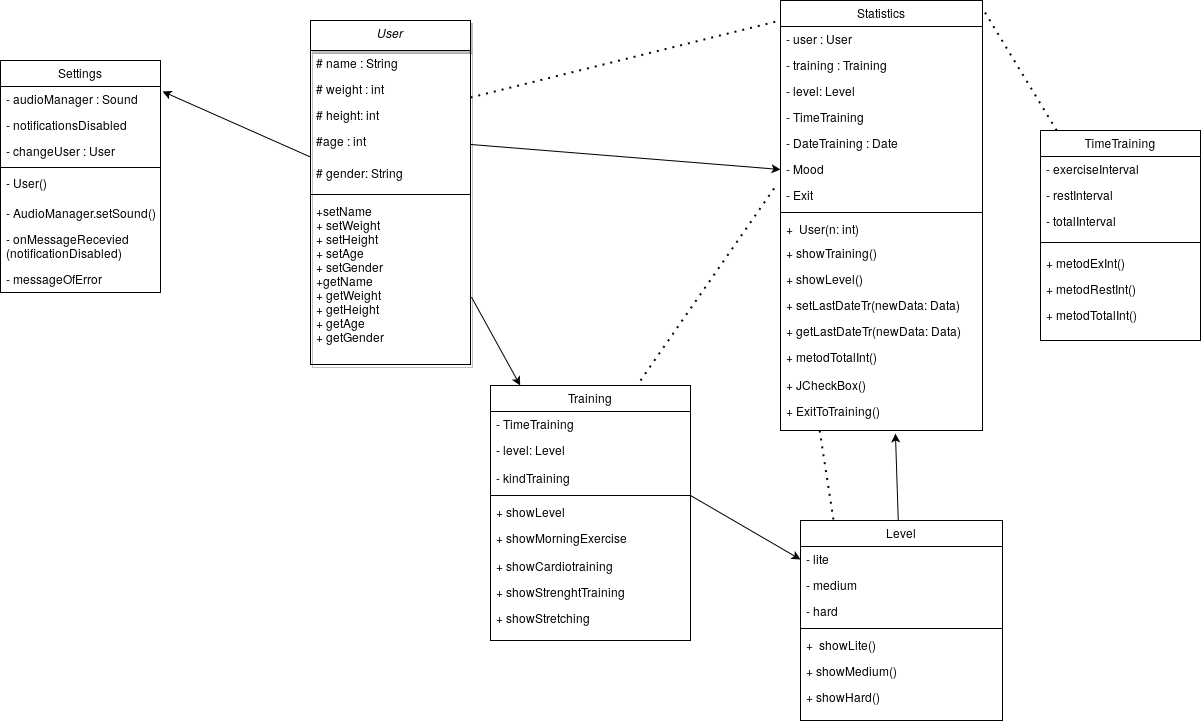 Settings
- audioManager : Sound
- notificationsDisabled
- changeUser : User
- User()
- AudioManager.setSound()
- onMessageRecevied
(notificationDisabled)
- messageOfError
User
# name : String
# weight : int
# height: int
#age : int
# gender: String
+setName
+ setWeight
+ setHeight
+ setAge
+ setGender
+getName
+ getWeight
+ getHeight
+ getAge
+ getGender
Statistics
- user : User
- training : Training
- level: Level
- TimeTraining
- DateTraining : Date
- Mood
- Exit
+ User(n: int)
+ showTraining()
+ showLevel()
+ setLastDateTr(newData: Data)
+ getLastDateTr(newData: Data)
+ metodTotalInt()
+ JCheckBox()
+ ExitToTraining()
TimeTraining
- exerciseInterval
- restInterval
- totalInterval
+ metodExInt()
+ metodRestInt()
+ metodTotalInt()
Training
- TimeTraining
- level: Level
- kindTraining
+ showLevel
+ showMorningExercise
+ showCardiotraining
+ showStrenghtTraining
+ showStretching
Level
- lite
- medium
- hard
+ showLite()
+ showMedium()
+ showHard()